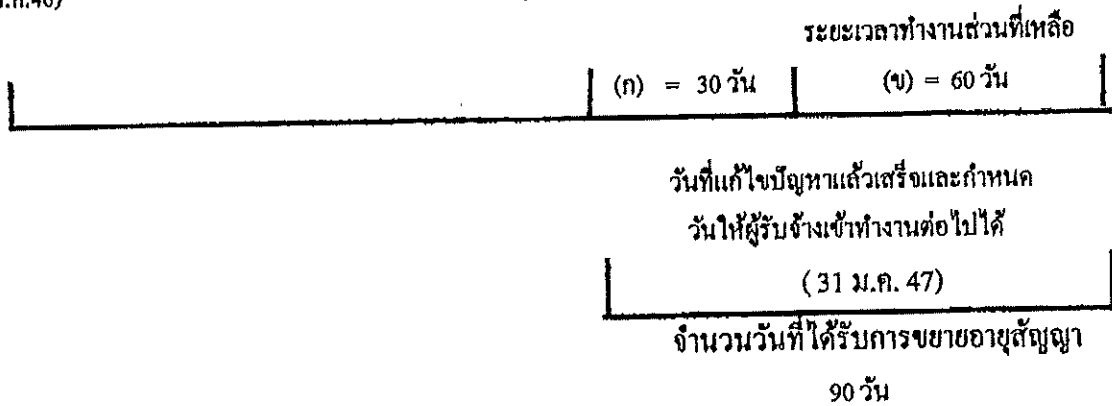 ระยะเวลาทำงานส่วนที่เหลือ
(ก) = 30 วัน (ข) = 60 วัน
วันที่แก้ไขปัญหาแล้วเสร็จและกำหนด
วันให้ผู้รับจ้างเข้าทำงานต่อไปได้
( 31 ม.ค. 47)
จำนวนวันที่ได้รับการขยายอายุสัญญา
90 วัน